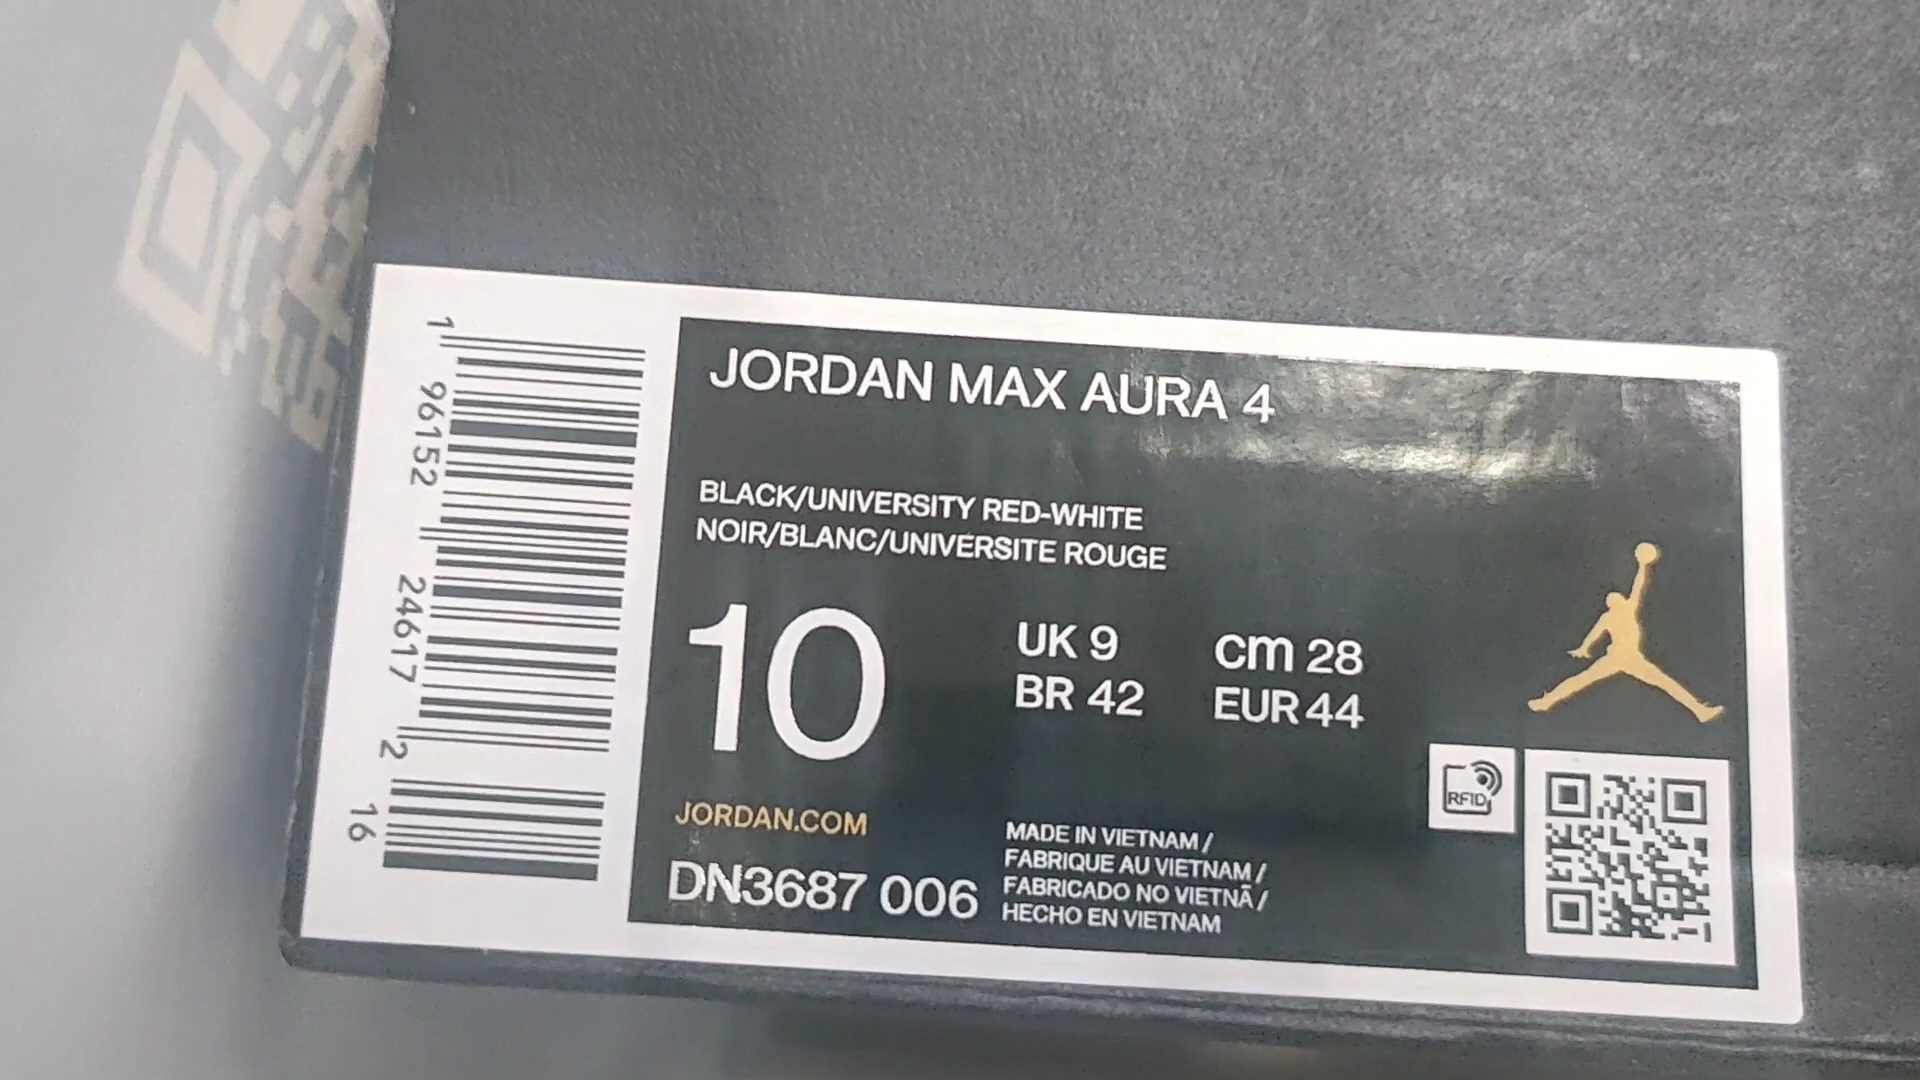 JORDAN MAX AURA 4
BLACK/UNIVERSITY RED-WHITE
NOIR/BLANC/UNIVERSITE ROUGE
10
UK 9 cm 28
BR 42 EUR 44
JORDAN.COM
DN3687 006
MADE IN VIETNAM /
FABRIQUE AU VIETNAM /
FABRICADO NO VIETNÃ /
HECHO EN VIETNAM
RFID
1 96152 24617 2
16